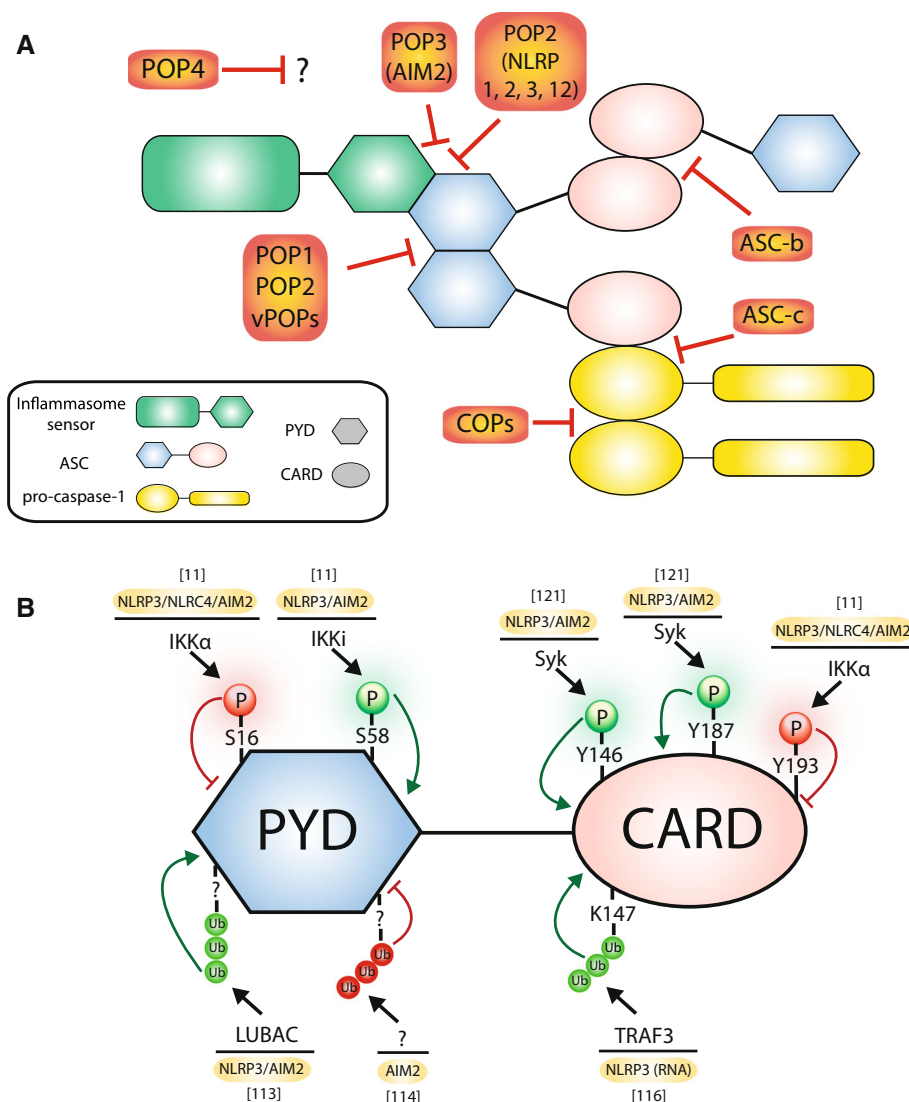 A
POP4
?
POP3
(AIM2)
POP2
(NLRP
1, 2, 3, 12)
ASC-b
POP1
POP2
vPOPs
ASC-c
COPs
Inflammasome
sensor
ASC
pro-caspase-1
PYD
CARD
B
[11]
NLRP3/NLRC4/AIM2
IKKα
P
S16
[11]
NLRP3/AIM2
IKKi
P
S58
[121]
NLRP3/AIM2
Syk
P
Y146
[121]
NLRP3/AIM2
Syk
P
Y187
[11]
NLRP3/NLRC4/AIM2
IKKα
P
Y193
PYD
CARD
?
Ub
Ub
Ub
LUBAC
NLRP3/AIM2
[113]
?
Ub
Ub
Ub
?
AIM2
[114]
K147
Ub
Ub
Ub
TRAF3
NLRP3 (RNA)
[116]